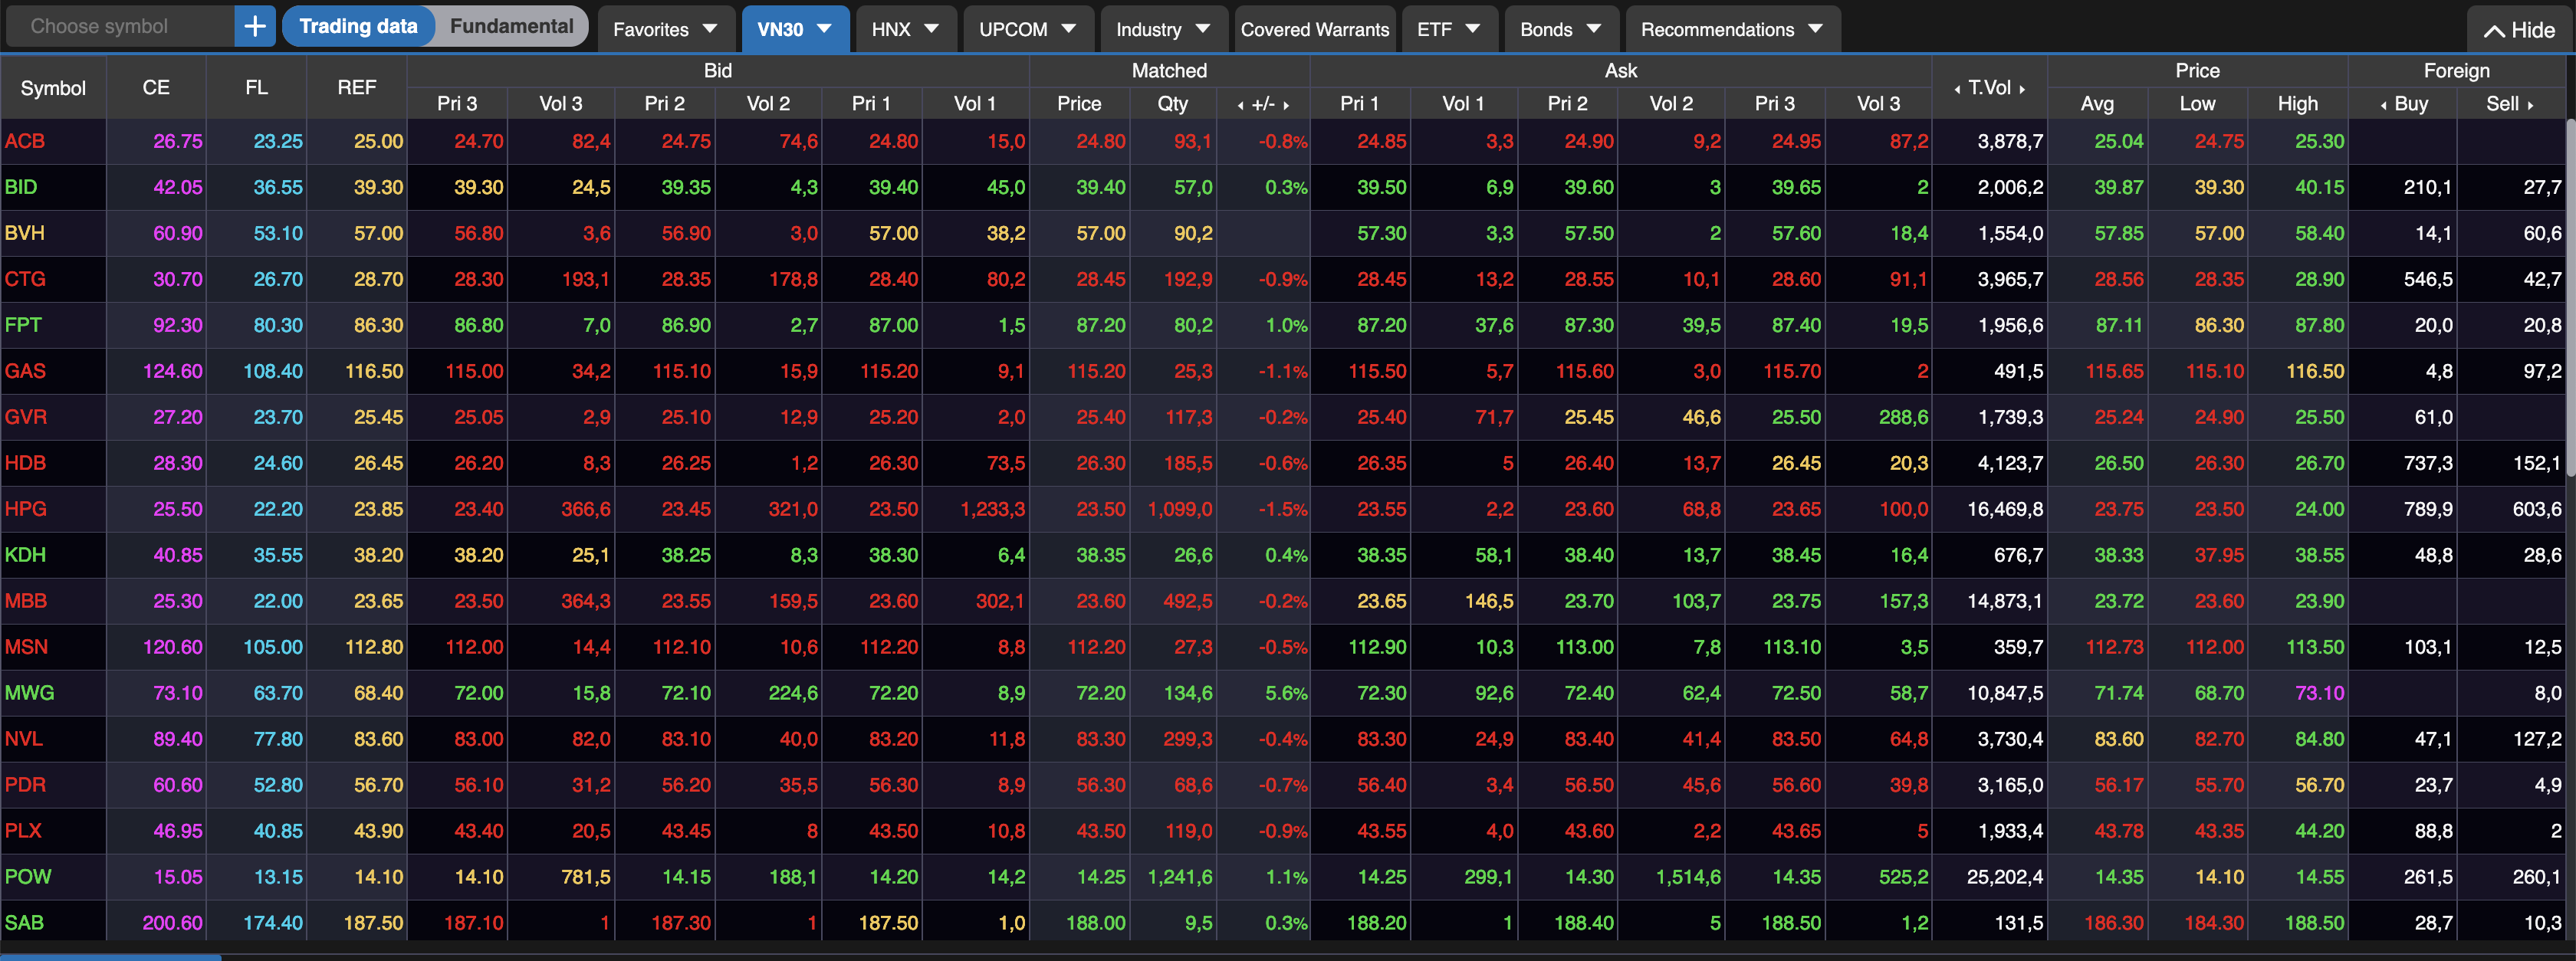 Choose symbol + Trading data Fundamental Favorites VN30 HNX UPCOM Industry Covered Warrants ETF Bonds Recommendations Hide
Symbol CE FL REF Bid Matched Ask T.Vol Price Foreign
Pri 3 Vol 3 Pri 2 Vol 2 Pri 1 Vol 1 Price Qty +/- Pri 1 Vol 1 Pri 2 Vol 2 Pri 3 Vol 3 Avg Low High Buy Sell
ACB 26.75 23.25 25.00 24.70 82,4 24.75 74,6 24.80 15,0 24.80 93,1 -0.8% 24.85 3,3 24.90 9,2 24.95 87,2 3,878,7 25.04 24.75 25.30
BID 42.05 36.55 39.30 39.30 24,5 39.35 4,3 39.40 45,0 39.40 57,0 0.3% 39.50 6,9 39.60 3 39.65 2 2,006,2 39.87 39.30 40.15 210,1 27,7
BVH 60.90 53.10 57.00 56.80 3,6 56.90 3,0 57.00 38,2 57.00 90,2 57.30 3,3 57.50 2 57.60 18,4 1,554,0 57.85 57.00 58.40 14,1 60,6
CTG 30.70 26.70 28.70 28.30 193,1 28.35 178,8 28.40 80,2 28.45 192,9 -0.9% 28.45 13,2 28.55 10,1 28.60 91,1 3,965,7 28.56 28.35 28.90 546,5 42,7
FPT 92.30 80.30 86.30 86.80 7,0 86.90 2,7 87.00 1,5 87.20 80,2 1.0% 87.20 37,6 87.30 39,5 87.40 19,5 1,956,6 87.11 86.30 87.80 20,0 20,8
GAS 124.60 108.40 116.50 115.00 34,2 115.10 15,9 115.20 9,1 115.20 25,3 -1.1% 115.50 5,7 115.60 3,0 115.70 2 491,5 115.65 115.10 116.50 4,8 97,2
GVR 27.20 23.70 25.45 25.05 2,9 25.10 12,9 25.20 2,0 25.40 117,3 -0.2% 25.40 71,7 25.45 46,6 25.50 288,6 1,739,3 25.24 24.90 25.50 61,0
HDB 28.30 24.60 26.45 26.20 8,3 26.25 1,2 26.30 73,5 26.30 185,5 -0.6% 26.35 5 26.40 13,7 26.45 20,3 4,123,7 26.50 26.30 26.70 737,3 152,1
HPG 25.50 22.20 23.85 23.40 366,6 23.45 321,0 23.50 1,233,3 23.50 1,099,0 -1.5% 23.55 2,2 23.60 68,8 23.65 100,0 16,469,8 23.75 23.50 24.00 789,9 603,6
KDH 40.85 35.55 38.20 38.20 25,1 38.25 8,3 38.30 6,4 38.35 26,6 0.4% 38.35 58,1 38.40 13,7 38.45 16,4 676,7 38.33 37.95 38.55 48,8 28,6
MBB 25.30 22.00 23.65 23.50 364,3 23.55 159,5 23.60 302,1 23.60 492,5 -0.2% 23.65 146,5 23.70 103,7 23.75 157,3 14,873,1 23.72 23.60 23.90
MSN 120.60 105.00 112.80 112.00 14,4 112.10 10,6 112.20 8,8 112.20 27,3 -0.5% 112.90 10,3 113.00 7,8 113.10 3,5 359,7 112.73 112.00 113.50 103,1 12,5
MWG 73.10 63.70 68.40 72.00 15,8 72.10 224,6 72.20 8,9 72.20 134,6 5.6% 72.30 92,6 72.40 62,4 72.50 58,7 10,847,5 71.74 68.70 73.10 8,0
NVL 89.40 77.80 83.60 83.00 82,0 83.10 40,0 83.20 11,8 83.30 299,3 -0.4% 83.30 24,9 83.40 41,4 83.50 64,8 3,730,4 83.60 82.70 84.80 47,1 127,2
PDR 60.60 52.80 56.70 56.10 31,2 56.20 35,5 56.30 8,9 56.30 68,6 -0.7% 56.40 3,4 56.50 45,6 56.60 39,8 3,165,0 56.17 55.70 56.70 23,7 4,9
PLX 46.95 40.85 43.90 43.40 20,5 43.45 8 43.50 10,8 43.50 119,0 -0.9% 43.55 4,0 43.60 2,2 43.65 5 1,933,4 43.78 43.35 44.20 88,8 2
POW 15.05 13.15 14.10 14.10 781,5 14.15 188,1 14.20 14,2 14.25 1,241,6 1.1% 14.25 299,1 14.30 1,514,6 14.35 525,2 25,202,4 14.35 14.10 14.55 261,5 260,1
SAB 200.60 174.40 187.50 187.10 1 187.30 1 187.50 1,0 188.00 9,5 0.3% 188.20 1 188.40 5 188.50 1,2 131,5 186.30 184.30 188.50 28,7 10,3